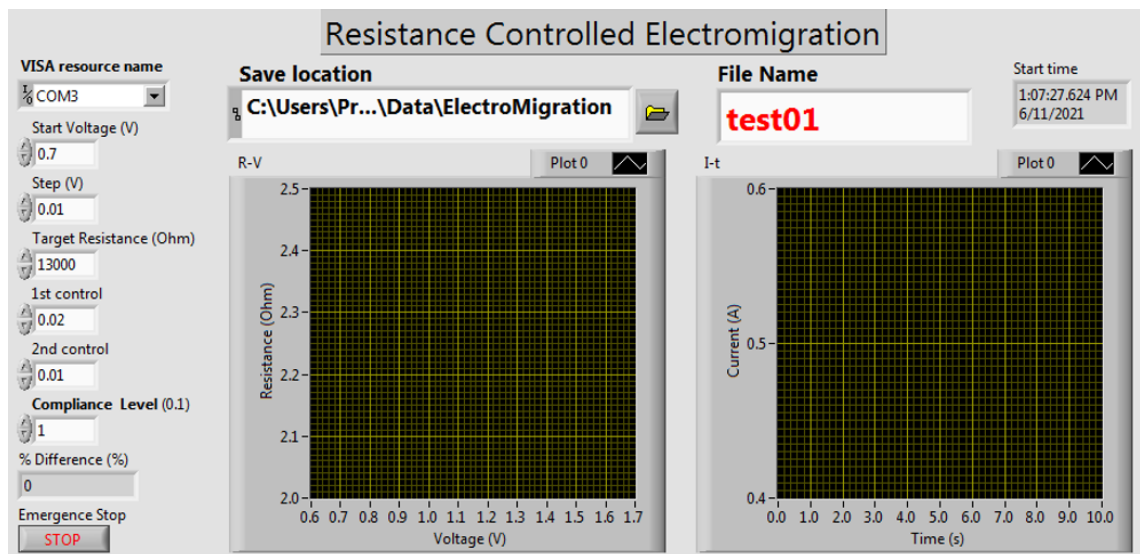 Resistance Controlled Electromigration
VISA resource name
COM3
Start Voltage (V)
0.7
Step (V)
0.01
Target Resistance (Ohm)
13000
1st control
0.02
2nd control
0.01
Compliance Level (0.1)
1
% Difference (%)
0
Emergence Stop
STOP
Save location
C:\Users\Pr...\Data\ElectroMigration
File Name
test01
Start time
1:07:27.624 PM
6/11/2021
R-V
Plot 0
2.5
2.4
2.3
2.2
2.1
2.0
Resistance (Ohm)
0.6 0.7 0.8 0.9 1.0 1.1 1.2 1.3 1.4 1.5 1.6 1.7
Voltage (V)
I-t
Plot 0
0.6
0.5
0.4
Current (A)
0.0 1.0 2.0 3.0 4.0 5.0 6.0 7.0 8.0 9.0 10.0
Time (s)